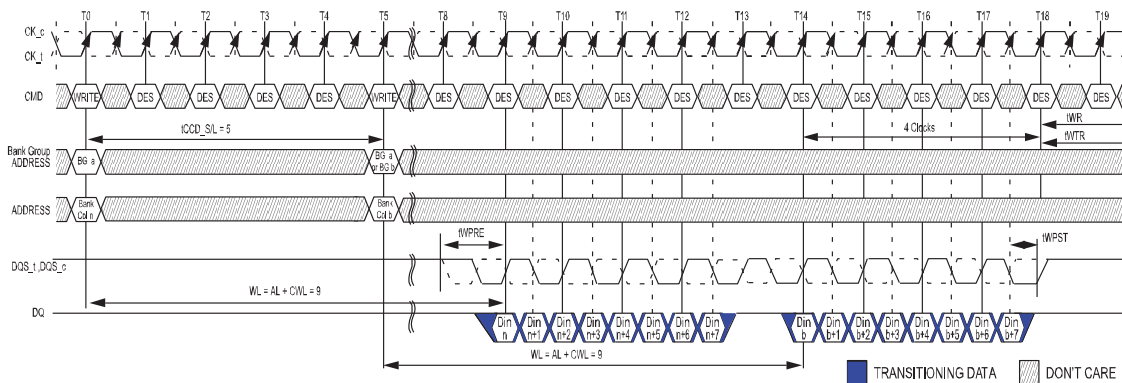 T0 T1 T2 T3 T4 T5 T8 T9 T10 T11 T12 T13 T14 T15 T16 T17 T18 T19
CK_c
CK_t
CMD WRITE DES DES DES DES WRITE DES DES DES DES DES DES DES DES DES DES DES DES
tCCD_S/L = 5
4 Clocks
tWR
tWTR
Bank Group
ADDRESS
BG a
BG a
or BG b
ADDRESS
Bank
Col n
Bank
Col b
tWPRE
tWPST
DQS_t ,DQS_c
WL = AL + CWL = 9
DQ
Din
n
Din
n+1
Din
n+2
Din
n+3
Din
n+4
Din
n+5
Din
n+6
Din
n+7
Din
b
Din
b+1
Din
b+2
Din
b+3
Din
b+4
Din
b+5
Din
b+6
Din
b+7
WL = AL + CWL = 9
TRANSITIONING DATA
DON'T CARE